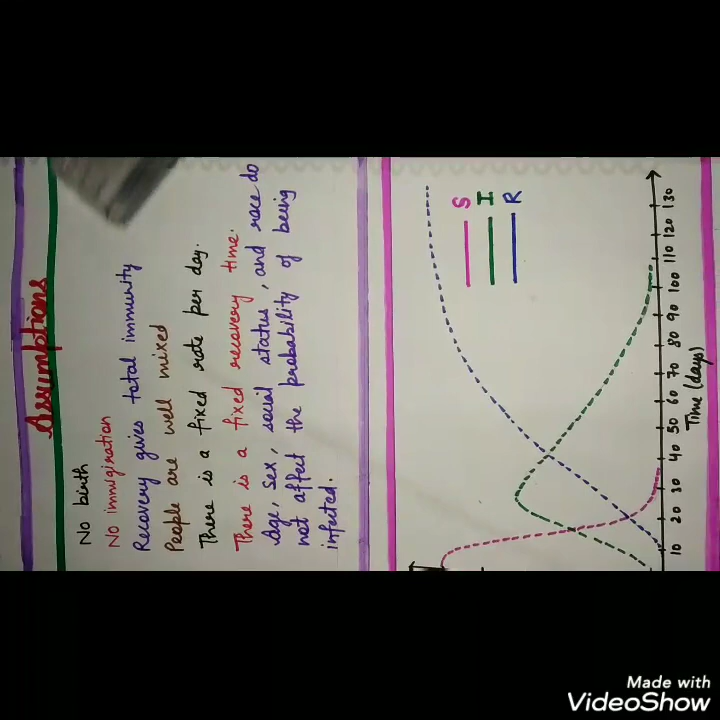 Assumptions
No birth
No immigration
Recovery gives total immunity
People are well mixed
There is a fixed rate per day.
There is a fixed recovery time.
Age, Sex, social status, and race do
not affect the probability of being
infected.
S
I
R
10 20 30 40 50 60 70 80 90 100 110 120 130
Time (days)
Made with
VideoShow